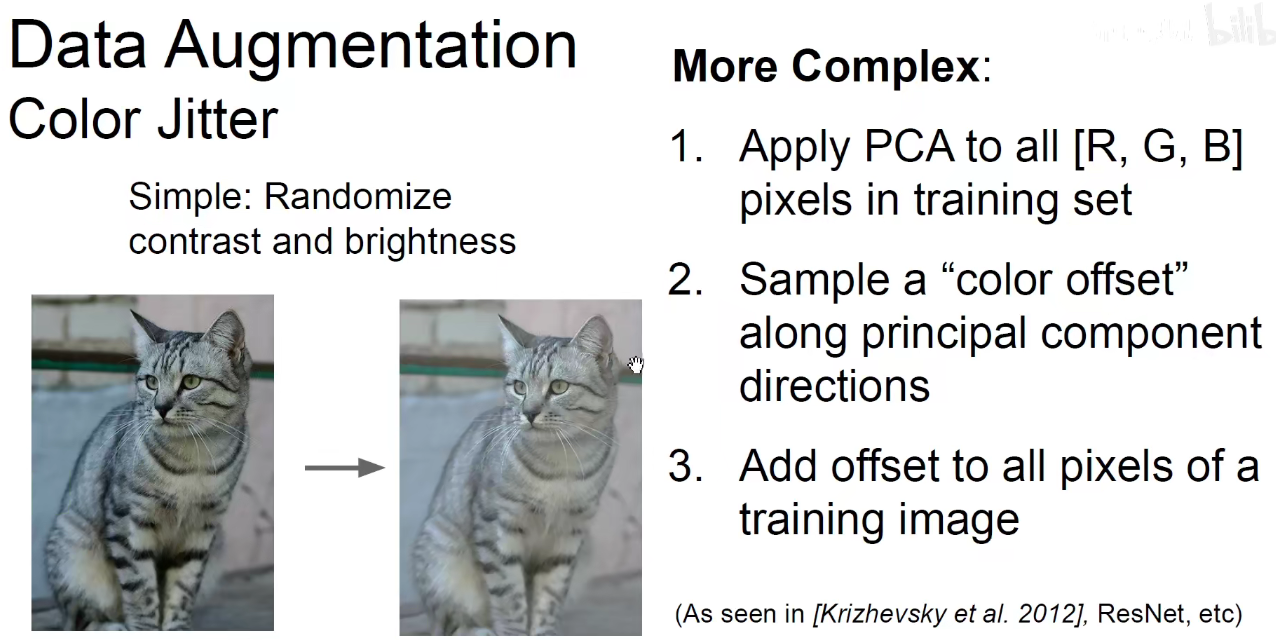 Data Augmentation
Color Jitter
Simple: Randomize
contrast and brightness
More Complex:
1. Apply PCA to all [R, G, B]
pixels in training set
2. Sample a “color offset”
along principal component
directions
3. Add offset to all pixels of a
training image
(As seen in [Krizhevsky et al. 2012], ResNet, etc)